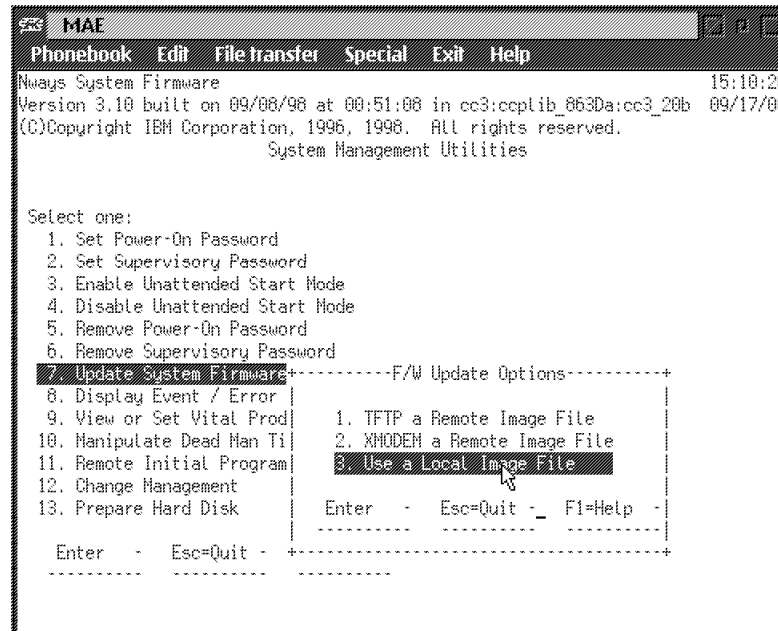 MAE
Phonebook Edit File transfer Special Exit Help
Nways System Firmware 15:10:2
Version 3.10 built on 09/08/98 at 00:51:08 in cc3:ccplib_863Da:cc3_20b 09/17/0
(C)Copyright IBM Corporation, 1996, 1998. All rights reserved.
System Management Utilities
Select one:
1. Set Power-On Password
2. Set Supervisory Password
3. Enable Unattended Start Mode
4. Disable Unattended Start Mode
5. Remove Power-On Password
6. Remove Supervisory Password
7. Update System Firmware+----------F/W Update Options----------+
8. Display Event / Error |
9. View or Set Vital Prod| 1. TFTP a Remote Image File |
10. Manipulate Dead Man Ti| 2. XMODEM a Remote Image File |
11. Remote Initial Program| 3. Use a Local Image File |
12. Change Management |
13. Prepare Hard Disk | Enter - Esc=Quit -_ F1=Help -|
Enter - Esc=Quit -